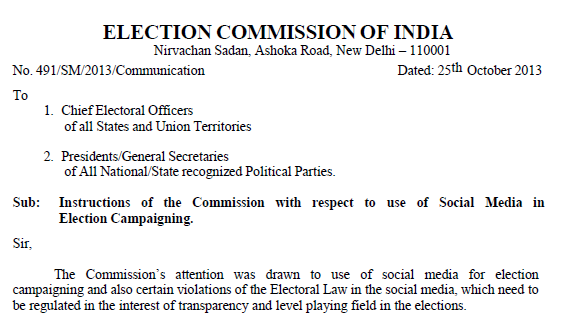 ELECTION COMMISSION OF INDIA
Nirvachan Sadan, Ashoka Road, New Delhi – 110001
No. 491/SM/2013/Communication Dated: 25th October 2013
To
1. Chief Electoral Officers
of all States and Union Territories
2. Presidents/General Secretaries
of All National/State recognized Political Parties.
Sub: Instructions of the Commission with respect to use of Social Media in
Election Campaigning.
Sir,
The Commission's attention was drawn to use of social media for election
campaigning and also certain violations of the Electoral Law in the social media, which need to
be regulated in the interest of transparency and level playing field in the elections.